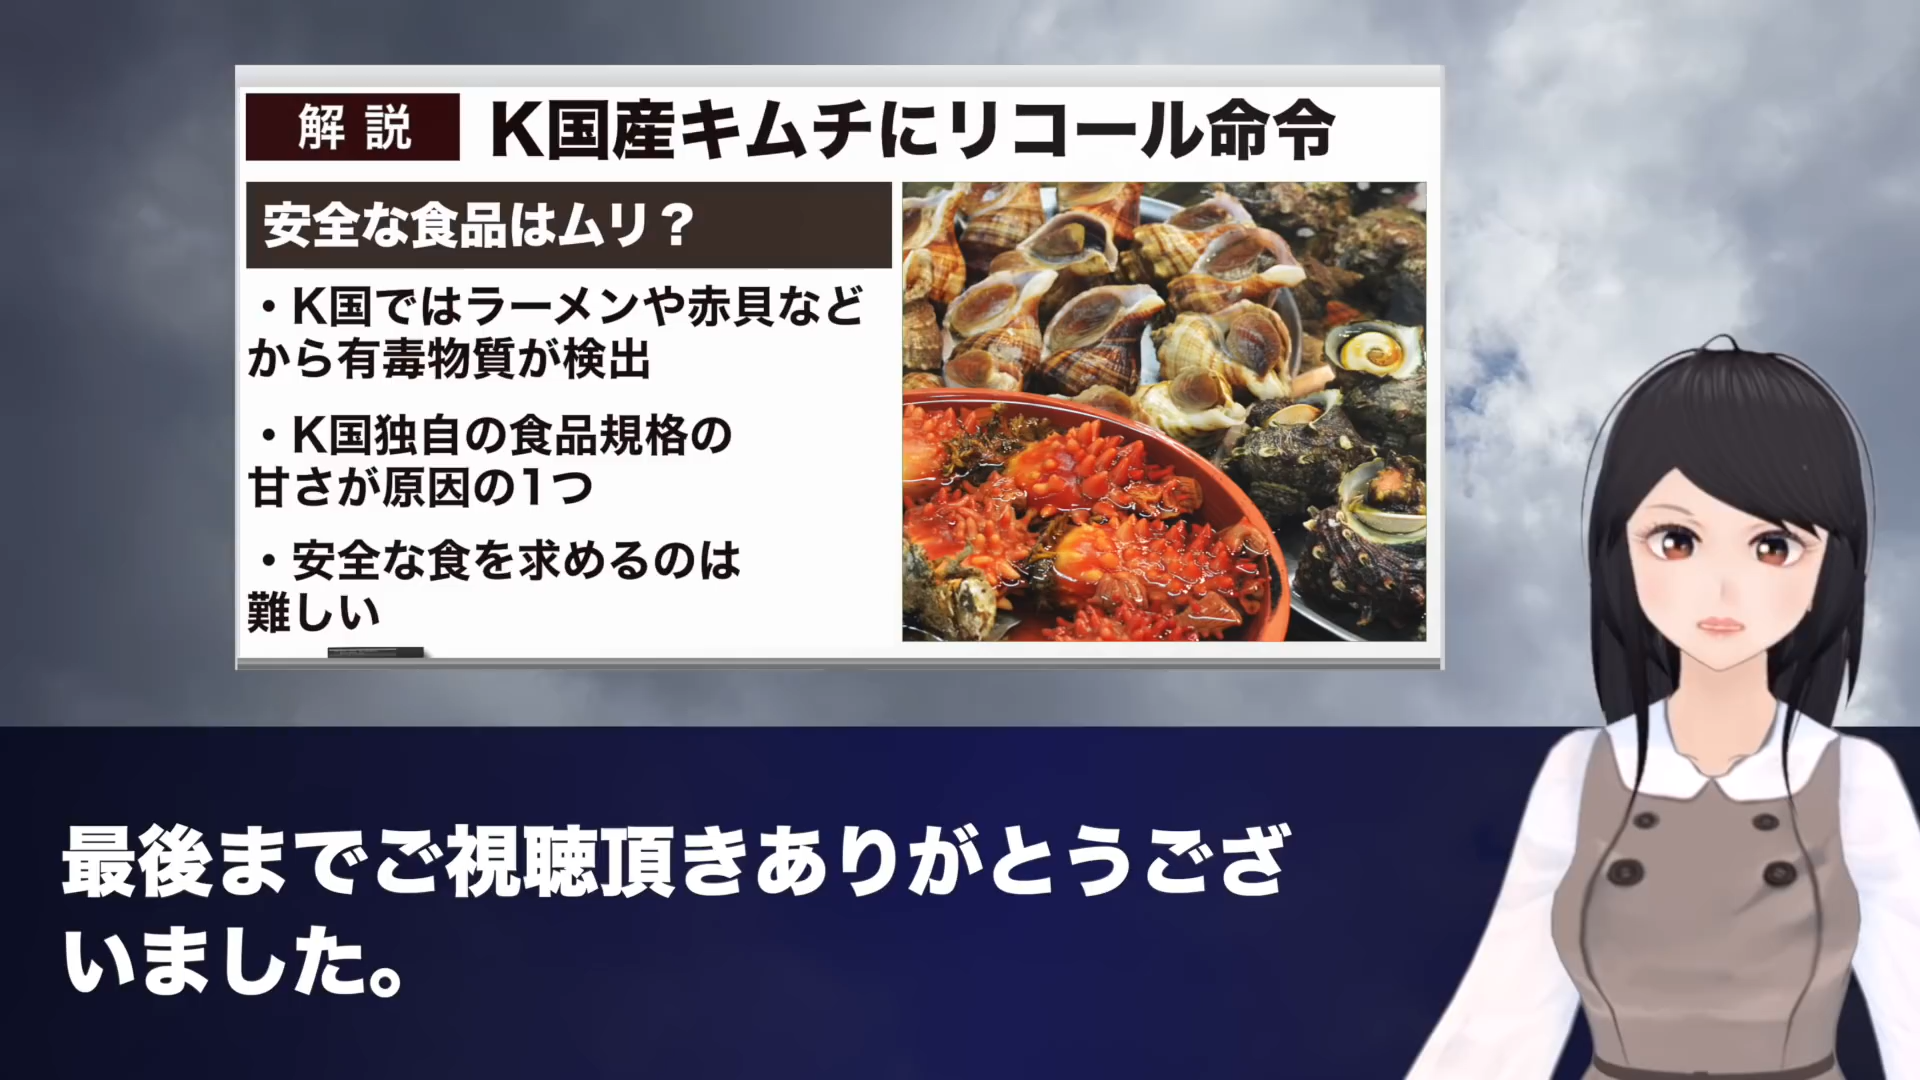 解説
K国産キムチにリコール命令
安全な食品はムリ？
・K国ではラーメンや赤貝など
から有毒物質が検出
・K国独自の食品規格の
甘さが原因の1つ
・安全な食を求めるのは
難しい
最後までご視聴頂きありがとうござ
いました。